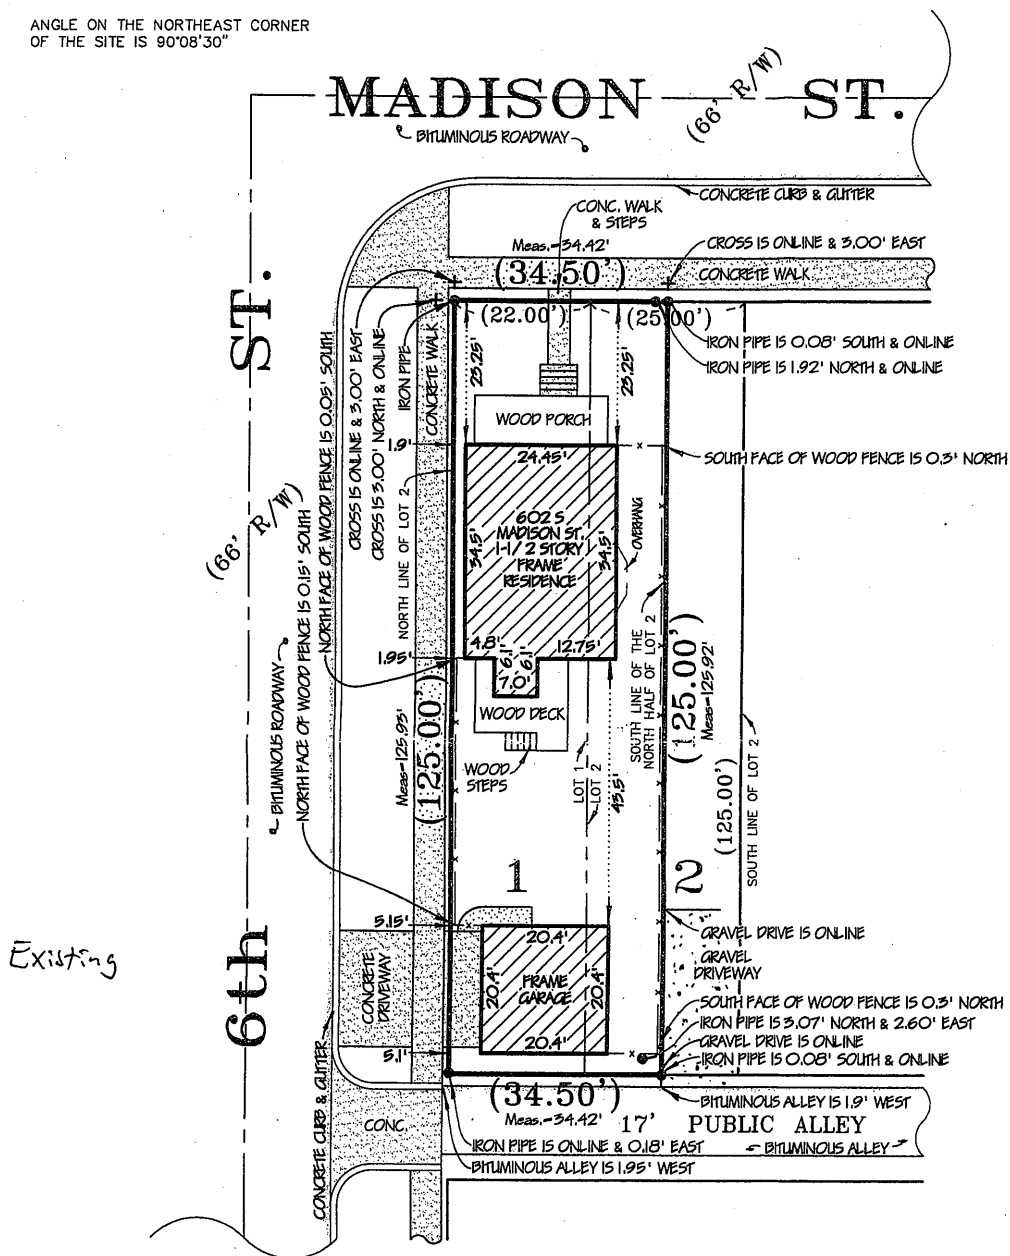 ANGLE ON THE NORTHEAST CORNER
OF THE SITE IS 90°08'30"
MADISON ST.
(66' R/W)
BITUMINOUS ROADWAY
CONCRETE CURB & GUTTER
CONC. WALK
& STEPS
Meas.=34.42'
(34.50')
CROSS IS ONLINE & 3.00' EAST
CONCRETE WALK
(22.00')
(25.00')
IRON PIPE IS 0.08' SOUTH & ONLINE
IRON PIPE IS 1.92' NORTH & ONLINE
6th ST.
(66' R/W)
BITUMINOUS ROADWAY
NORTH FACE OF WOOD FENCE IS 0.15' SOUTH
NORTH FACE OF WOOD FENCE IS 0.05' SOUTH
CROSS IS ONLINE & 3.00' EAST
CROSS IS 3.00' NORTH & ONLINE
IRON PIPE
CONCRETE WALK
NORTH LINE OF LOT 2
23.25'
23.25'
WOOD PORCH
1.9'
24.45'
SOUTH FACE OF WOOD FENCE IS 0.3' NORTH
602 S
MADISON ST.
1-1/2 STORY
FRAME
RESIDENCE
34.5'
34.5'
OVERHANG
SOUTH LINE OF THE
NORTH HALF OF LOT 2
(125.00')
Meas=125.92'
1.95'
4.8'
6.1'
6.1'
12.75'
7.0'
WOOD DECK
WOOD
STEPS
Meas=125.93'
(125.00')
LOT 1
LOT 2
43.5'
(125.00')
SOUTH LINE OF LOT 2
1
2
5.15'
20.4'
GRAVEL DRIVE IS ONLINE
GRAVEL
DRIVEWAY
Existing
CONCRETE
DRIVEWAY
20.4'
FRAME
GARAGE
20.4'
20.4'
5.1'
SOUTH FACE OF WOOD FENCE IS 0.3' NORTH
IRON PIPE IS 3.07' NORTH & 2.60' EAST
GRAVEL DRIVE IS ONLINE
IRON PIPE IS 0.08' SOUTH & ONLINE
CONCRETE CURB & GUTTER
CONC.
(34.50')
Meas.=34.42'
17' PUBLIC ALLEY
BITUMINOUS ALLEY IS 1.9' WEST
BITUMINOUS ALLEY
IRON PIPE IS ONLINE & 0.18' EAST
BITUMINOUS ALLEY IS 1.95' WEST